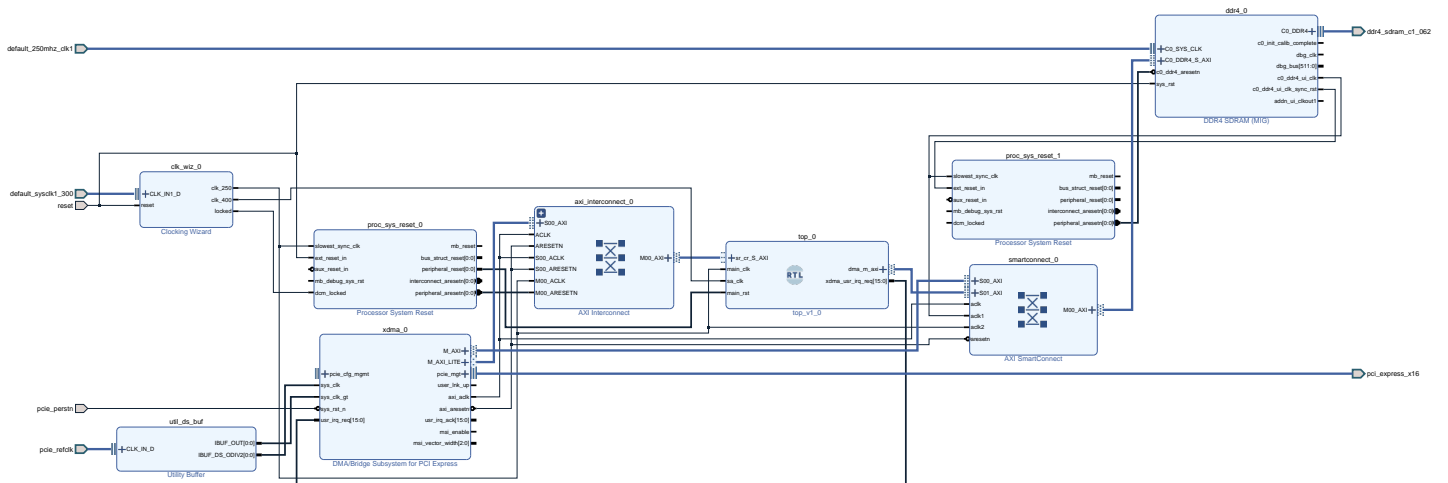 default_250mhz_clk1
ddr4_0
C0_SYS_CLK
C0_DDR4_S_AXI
c0_ddr4_aresetn
sys_rst
C0_DDR4
c0_init_calib_complete
dbg_clk
dbg_bus[511:0]
c0_ddr4_ui_clk
c0_ddr4_ui_clk_sync_rst
addn_ui_clkout1
DDR4 SDRAM (MIG)
ddr4_sdram_c1_062
default_sysclk1_300
reset
clk_wiz_0
CLK_IN1_D
reset
clk_250
clk_400
locked
Clocking Wizard
proc_sys_reset_0
slowest_sync_clk
ext_reset_in
aux_reset_in
mb_debug_sys_rst
dcm_locked
mb_reset
bus_struct_reset[0:0]
peripheral_reset[0:0]
interconnect_aresetn[0:0]
peripheral_aresetn[0:0]
Processor System Reset
axi_interconnect_0
S00_AXI
ACLK
ARESETN
S00_ACLK
S00_ARESETN
M00_ACLK
M00_ARESETN
M00_AXI
AXI Interconnect
top_0
ar_cr_S_AXI
main_clk
sa_clk
main_rst
RTL
dma_m_axi
xdma_usr_irq_req[15:0]
top_v1_0
proc_sys_reset_1
slowest_sync_clk
ext_reset_in
aux_reset_in
mb_debug_sys_rst
dcm_locked
mb_reset
bus_struct_reset[0:0]
peripheral_reset[0:0]
interconnect_aresetn[0:0]
peripheral_aresetn[0:0]
Processor System Reset
smartconnect_0
S00_AXI
S01_AXI
aclk
aclk1
aclk2
aresetn
M00_AXI
AXI SmartConnect
xdma_0
pcie_cfg_mgmt
sys_clk
sys_clk_gt
sys_rst_n
usr_irq_req[15:0]
M_AXI
M_AXI_LITE
pcie_mgt
user_lnk_up
axi_aclk
axi_aresetn
usr_irq_ack[15:0]
msi_enable
msi_vector_width[2:0]
DMA/Bridge Subsystem for PCI Express
pci_express_x16
pcie_perstn
pcie_refclk
util_ds_buf
CLK_IN_D
IBUF_OUT[0:0]
IBUF_DS_ODIV2[0:0]
Utility Buffer